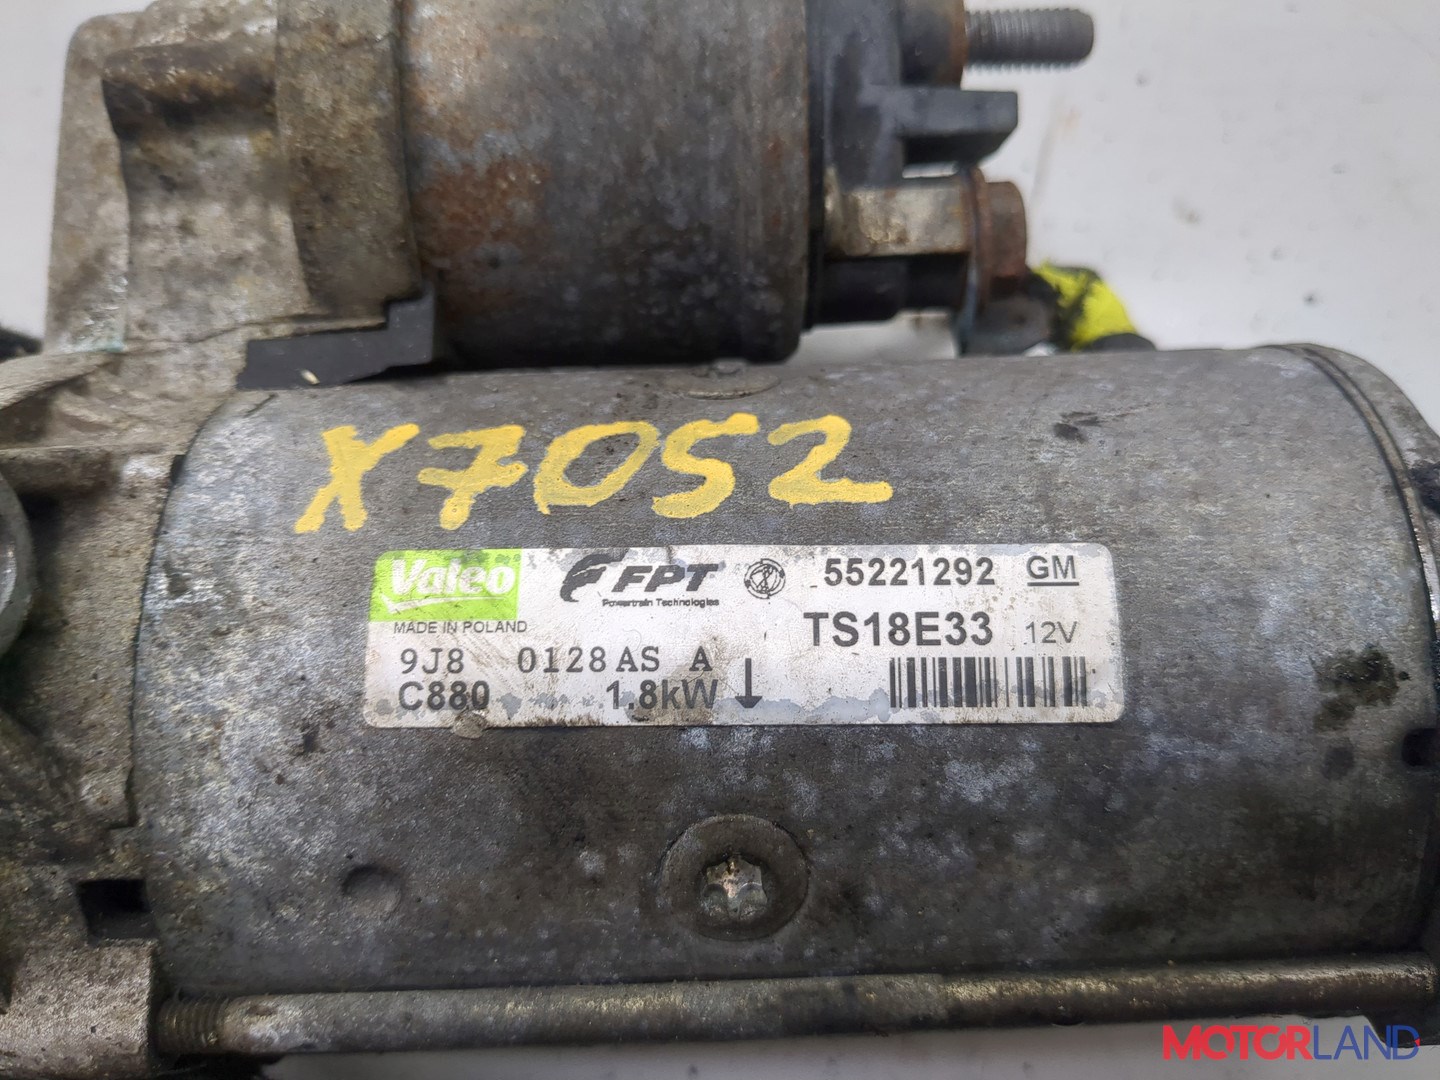 X7052
Valeo FPT 55221292 GM
Powertrain Technologies
MADE IN POLAND TS18E33 12V
9J8 0128 AS A
C880 1.8kW
MOTORLAND